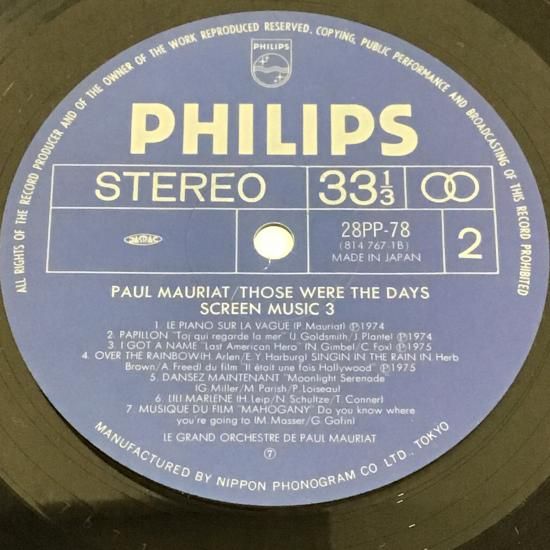 ALL RIGHTS OF THE RECORD PRODUCER AND OF THE OWNER OF THE WORK REPRODUCED RESERVED. COPYING, PUBLIC PERFORMANCE AND BROADCASTING OF THIS RECORD PROHIBITED
PHILIPS
PHILIPS
STEREO 33 1/3
JASRAC
28PP-78
(814 767-1B)
MADE IN JAPAN
2
PAUL MAURIAT/THOSE WERE THE DAYS
SCREEN MUSIC 3
1. LE PIANO SUR LA VAGUE (P. Mauriat) ℗1974
2. PAPILLON "Toi qui regarde la mer" (J. Goldsmith/J. Plante) ℗1974
3. I GOT A NAME "Last American Hero" (N. Gimbel/C. Fox) ℗1975
4. OVER THE RAINBOW(H. Arlen/E. Y. Harburg) SINGIN IN THE RAIN (N. Herb
Brown/A. Freed) du film "Il était une fois Hollywood" ℗1975
5. DANSEZ MAINTENANT "Moonlight Serenade"
(G. Miller/M. Parish/P. Loiseau)
6. LILI MARLENE (H. Leip/N. Schultze/T. Conner)
7. MUSIQUE DU FILM "MAHOGANY" Do you know where
you're going to (M. Masser/G. Gofin)
LE GRAND ORCHESTRE DE PAUL MAURIAT
⑦
MANUFACTURED BY NIPPON PHONOGRAM CO., LTD., TOKYO